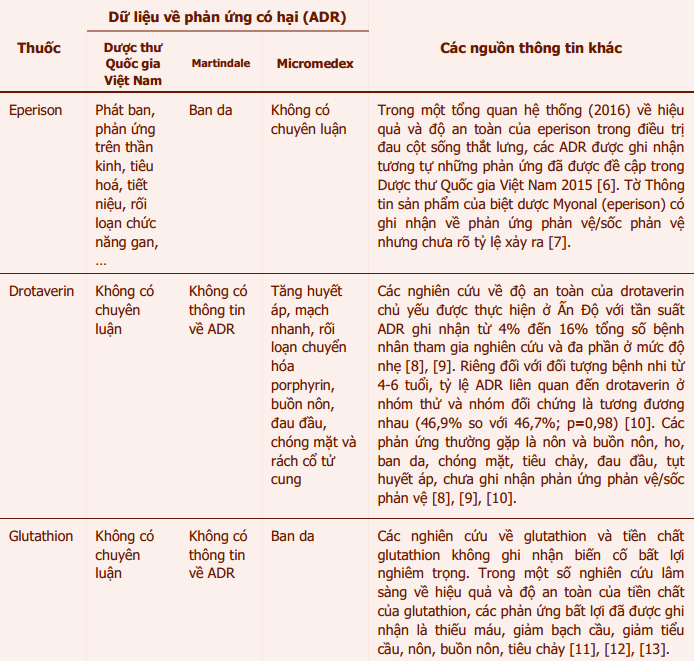 Thuốc
Dữ liệu về phản ứng có hại (ADR)
Dược thư
Quốc gia
Việt Nam
Martindale
Micromedex
Các nguồn thông tin khác
Eperison
Phát ban,
phản ứng
trên thần
kinh, tiêu
hoá, tiết
niệu, rối
loạn chức
năng gan,
...
Ban da
Không có
chuyên luận
Trong một tổng quan hệ thống (2016) về hiệu
quả và độ an toàn của eperison trong điều trị
đau cột sống thắt lưng, các ADR được ghi nhận
tương tự những phản ứng đã được đề cập trong
Dược thư Quốc gia Việt Nam 2015 [6]. Tờ Thông
tin sản phẩm của biệt dược Myonal (eperison) có
ghi nhận về phản ứng phản vệ/sốc phản vệ
nhưng chưa rõ tỷ lệ xảy ra [7].
Drotaverin
Không có
chuyên
luận
Không có
thông tin
về ADR
Tăng huyết
áp, mạch
nhanh, rối
loạn chuyển
hóa
porphyrin,
buồn nôn,
đau đầu,
chóng mặt và
rách cổ tử
cung
Các nghiên cứu về độ an toàn của drotaverin
chủ yếu được thực hiện ở Ấn Độ với tần suất
ADR ghi nhận từ 4% đến 16% tổng số bệnh
nhân tham gia nghiên cứu và đa phần ở mức độ
nhẹ [8], [9]. Riêng đối với đối tượng bệnh nhi từ
4-6 tuổi, tỷ lệ ADR liên quan đến drotaverin ở
nhóm thử và nhóm đối chứng là tương đương
nhau (46,9% so với 46,7%; p=0,98) [10]. Các
phản ứng thường gặp là nôn và buồn nôn, ho,
ban da, chóng mặt, tiêu chảy, đau đầu, tụt
huyết áp, chưa ghi nhận phản ứng phản vệ/sốc
phản vệ [8], [9], [10].
Glutathion
Không có
chuyên
luận
Không có
thông tin
về ADR
Ban da
Các nghiên cứu về glutathion và tiền chất
glutathion không ghi nhận biến cố bất lợi
nghiêm trọng. Trong một số nghiên cứu lâm
sàng về hiệu quả và độ an toàn của tiền chất
của glutathion, các phản ứng bất lợi đã được ghi
nhận là thiếu máu, giảm bạch cầu, giảm tiểu
cầu, nôn, buồn nôn, tiêu chảy [11], [12], [13].